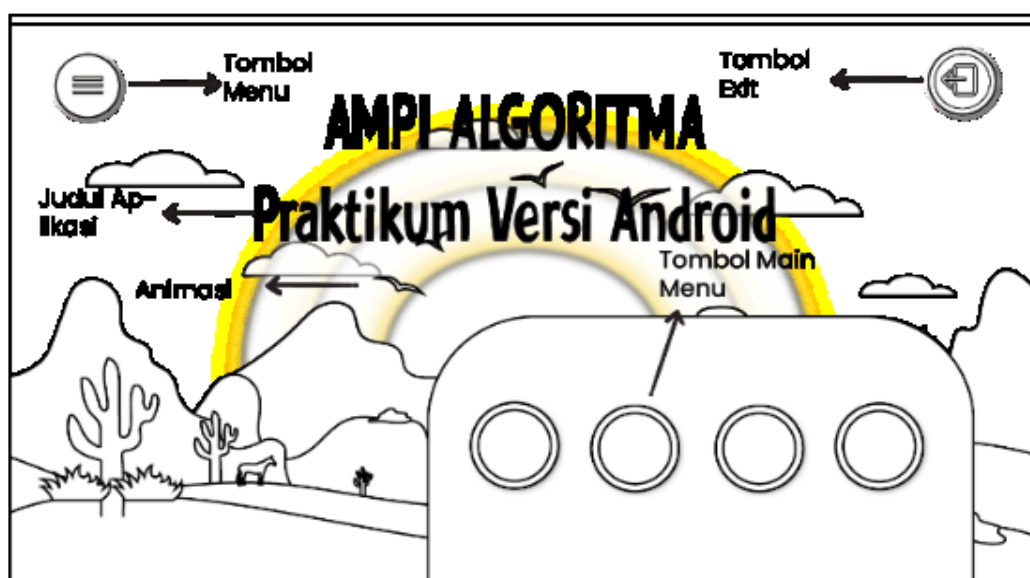 Tombol
Menu
Tombol
Exit
AMPI ALGORITMA
Judul Ap-
likasi
Praktikum Versi Android
Animasi
Tombol Main
Menu